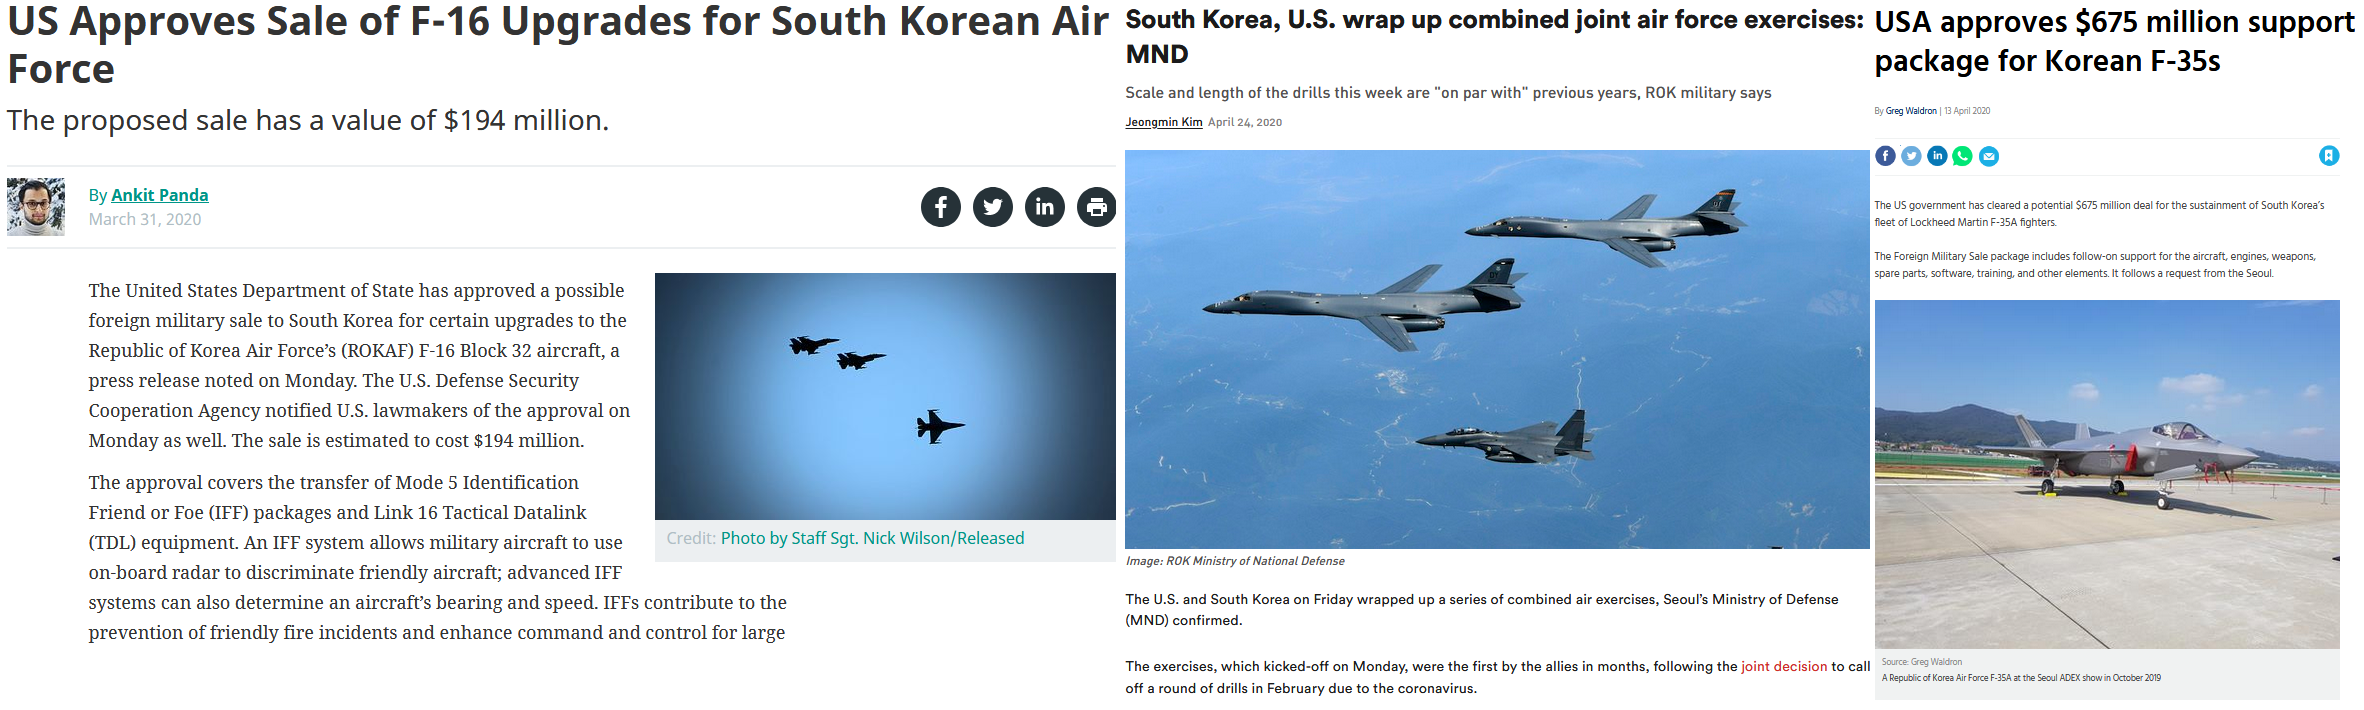 US Approves Sale of F-16 Upgrades for South Korean Air
Force
The proposed sale has a value of $194 million.
By Ankit Panda
March 31, 2020
The United States Department of State has approved a possible
foreign military sale to South Korea for certain upgrades to the
Republic of Korea Air Force's (ROKAF) F-16 Block 32 aircraft, a
press release noted on Monday. The U.S. Defense Security
Cooperation Agency notified U.S. lawmakers of the approval on
Monday as well. The sale is estimated to cost $194 million.
Credit: Photo by Staff Sgt. Nick Wilson/Released
The approval covers the transfer of Mode 5 Identification
Friend or Foe (IFF) packages and Link 16 Tactical Datalink
(TDL) equipment. An IFF system allows military aircraft to use
on-board radar to discriminate friendly aircraft; advanced IFF
systems can also determine an aircraft's bearing and speed. IFFs contribute to the
prevention of friendly fire incidents and enhance command and control for large
South Korea, U.S. wrap up combined joint air force exercises:
MND
Scale and length of the drills this week are "on par with" previous years, ROK military says
Jeongmin Kim April 24, 2020
Image: ROK Ministry of National Defense
The U.S. and South Korea on Friday wrapped up a series of combined air exercises, Seoul's Ministry of Defense
(MND) confirmed.
The exercises, which kicked-off on Monday, were the first by the allies in months, following the joint decision to call
off a round of drills in February due to the coronavirus.
USA approves $675 million support
package for Korean F-35s
By Greg Waldron | 13 April 2020
The US government has cleared a potential $675 million deal for the sustainment of South Korea's
fleet of Lockheed Martin F-35A fighters.
The Foreign Military Sale package includes follow-on support for the aircraft, engines, weapons,
spare parts, software, training, and other elements. It follows a request from the Seoul.
Source: Greg Waldron
A Republic of Korea Air Force F-35A at the Seoul ADEX show in October 2019